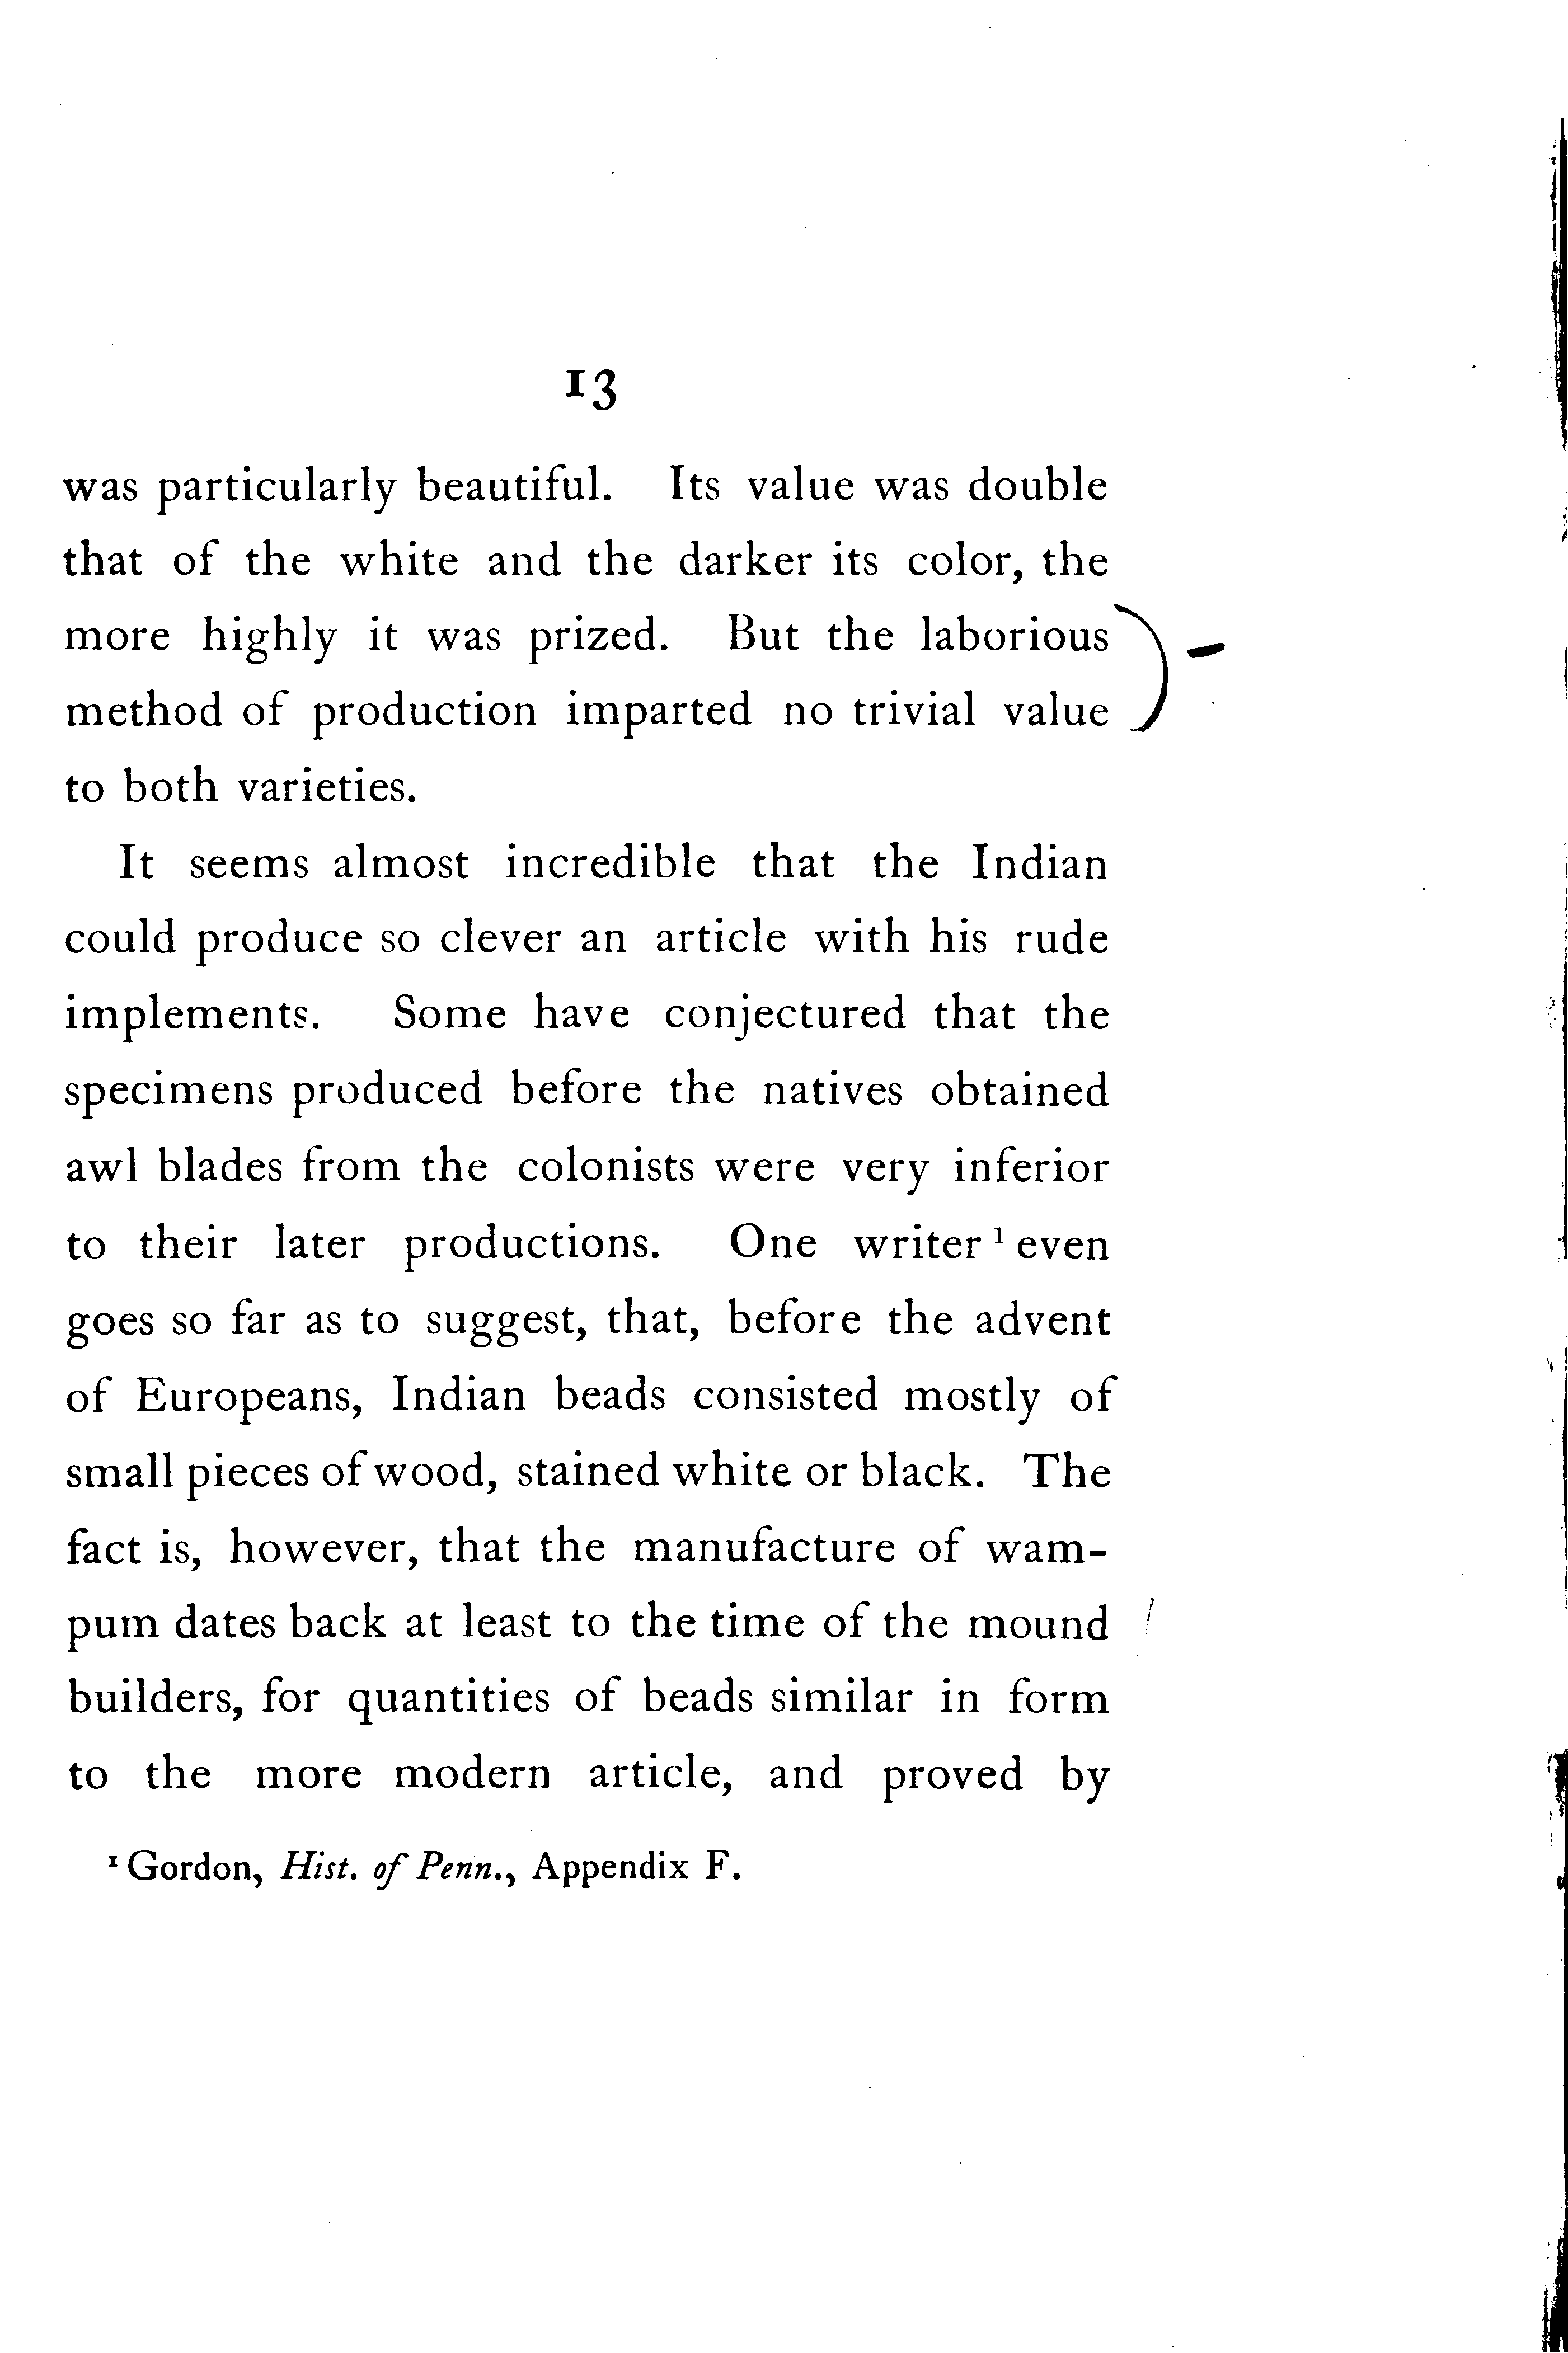 13
was particularly beautiful. Its value was double
that of the white and the darker its color, the
more highly it was prized. But the laborious
method of production imparted no trivial value
to both varieties.
It seems almost incredible that the Indian
could produce so clever an article with his rude
implements. Some have conjectured that the
specimens produced before the natives obtained
awl blades from the colonists were very inferior
to their later productions. One writer ¹ even
goes so far as to suggest, that, before the advent
of Europeans, Indian beads consisted mostly of
small pieces of wood, stained white or black. The
fact is, however, that the manufacture of wam-
pum dates back at least to the time of the mound
builders, for quantities of beads similar in form
to the more modern article, and proved by
¹ Gordon, Hist. of Penn., Appendix F.